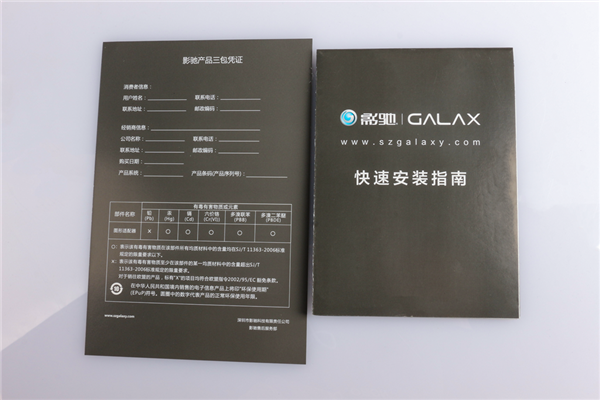 影驰产品三包凭证
消费者信息：
用户姓名： 联系电话：
联系地址： 邮政编码：
经销商信息：
公司名称： 联系电话：
联系地址： 邮政编码：
购买日期：
产品系统： 产品条码(产品序列号)：
有毒有害物质或元素
部件名称 铅 汞 镉 六价铬 多溴联苯 多溴二苯醚
(Pb) (Hg) (Cd) (Cr(VI)) (PBB) (PBDE)
图形适配器 × ○ ○ ○ ○ ○
○：表示该有毒有害物质在该部件所有均质材料中的含量均在SJ/T 11363-2006标准
规定的限量要求以下。
×：表示该有毒有害物质至少在该部件的某一均质材料中的含量超出SJ/T
11363-2006标准规定的限量要求。
对于销往欧盟的产品，标有"X"的项目均符合欧盟指令2002/95/EC 豁免条款。
10 在中华人民共和国境内销售的电子信息产品上将印"环保使用期"
(EPuP)符号。圆圈中的数字代表产品的正常环保使用年限。
www.szgalaxy.com 深圳市影驰科技有限责任公司
影驰售后服务部
影驰 GALAX
www.szgalaxy.com
快速安装指南